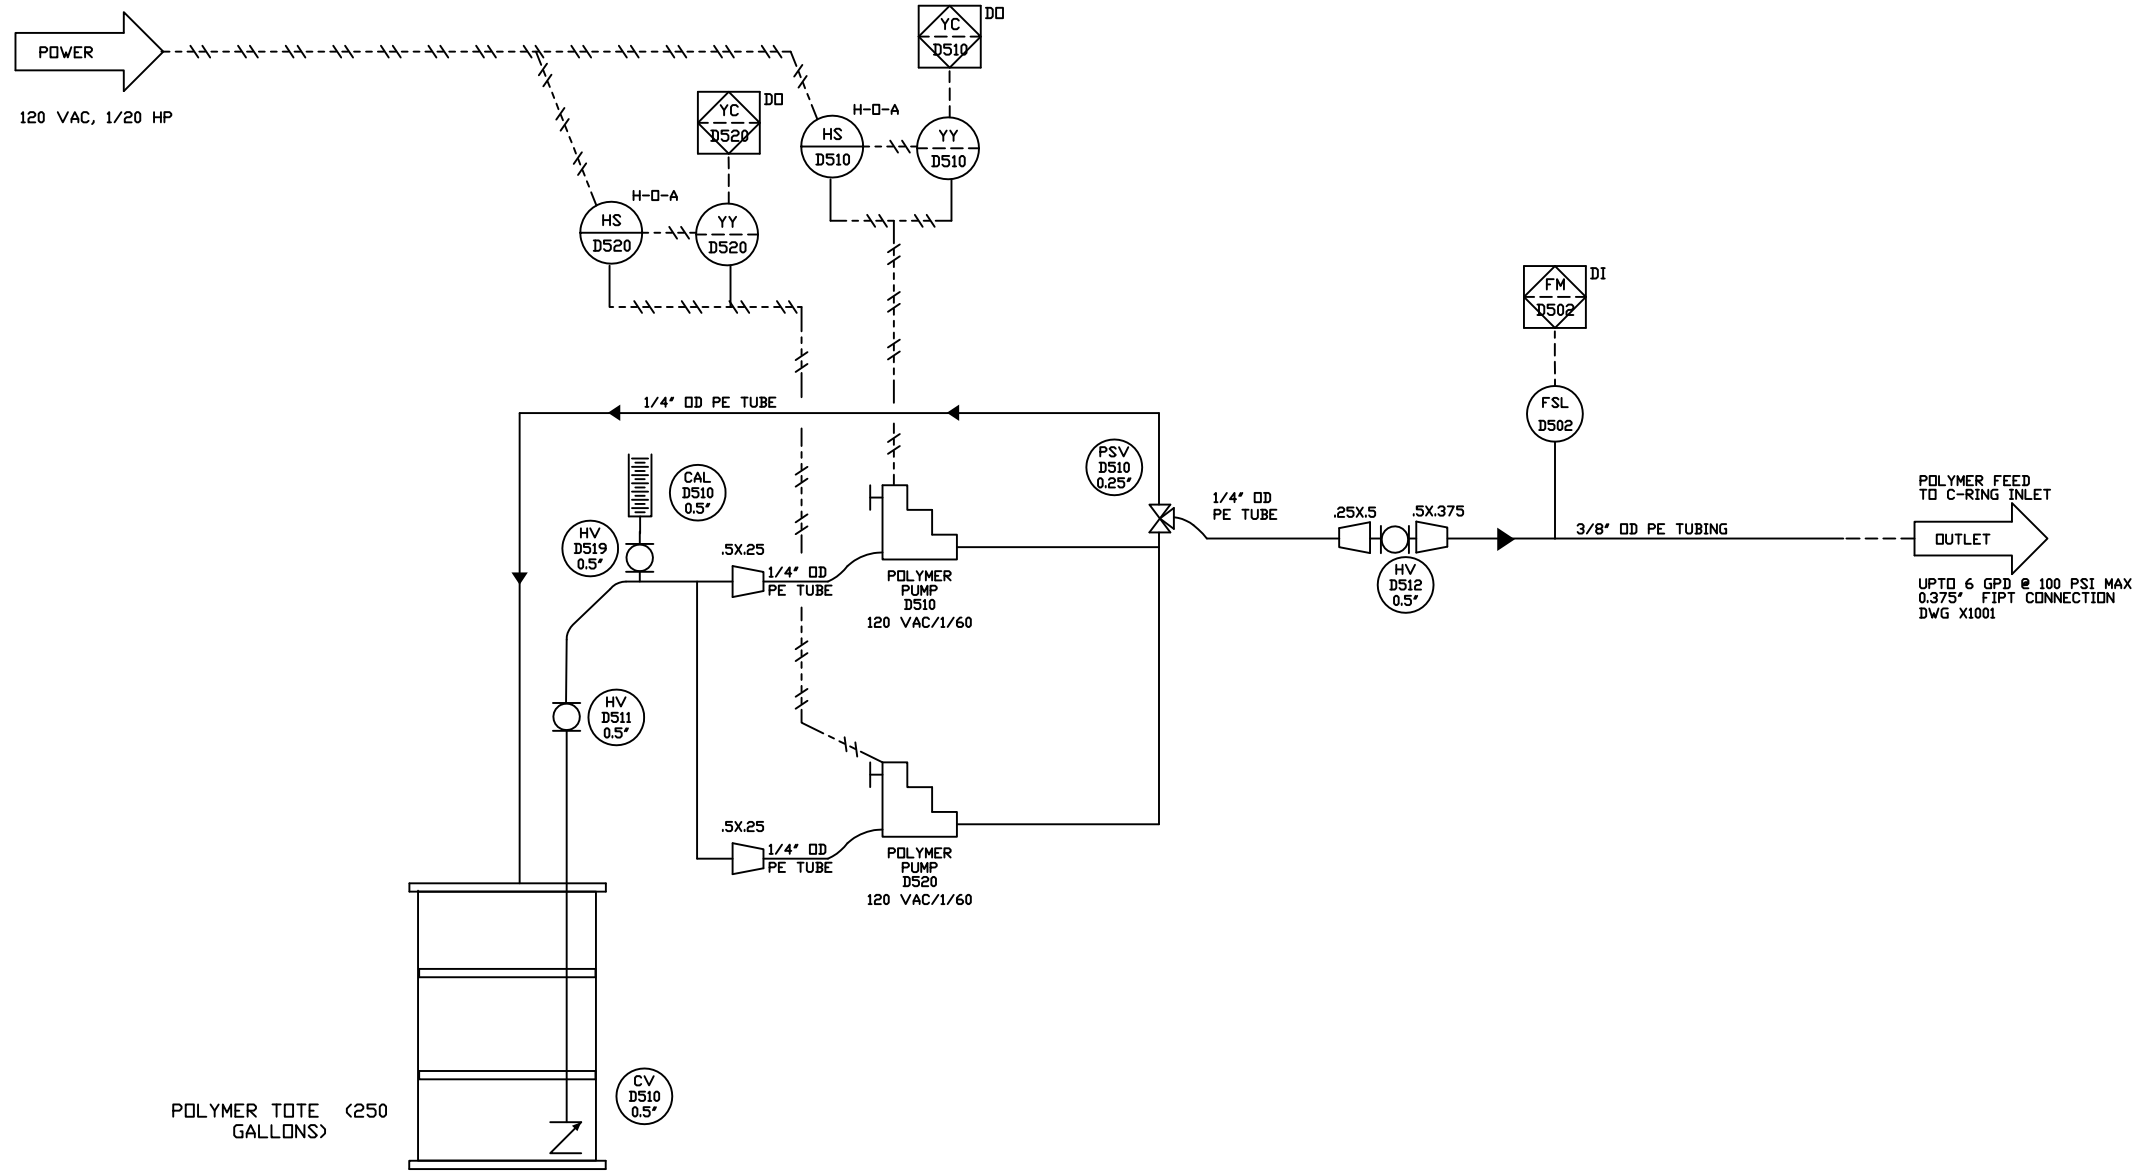 POWER
120 VAC, 1/20 HP
YC
D510
DO
YC
D520
DO
H-O-A
HS
D510
YY
D510
H-O-A
HS
D520
YY
D520
FM
D502
DI
FSL
D502
1/4" OD PE TUBE
PSV
D510
0.25"
CAL
D510
0.5"
HV
D519
0.5"
.5X.25
1/4" OD
PE TUBE
POLYMER
PUMP
D510
120 VAC/1/60
1/4" OD
PE TUBE
.25X.5
.5X.375
HV
D512
0.5"
3/8" OD PE TUBING
POLYMER FEED
TO C-RING INLET
OUTLET
UPTO 6 GPD @ 100 PSI MAX
0.375" FIPT CONNECTION
DWG X1001
HV
D511
0.5"
.5X.25
1/4" OD
PE TUBE
POLYMER
PUMP
D520
120 VAC/1/60
POLYMER TOTE (250
GALLONS)
CV
D510
0.5"